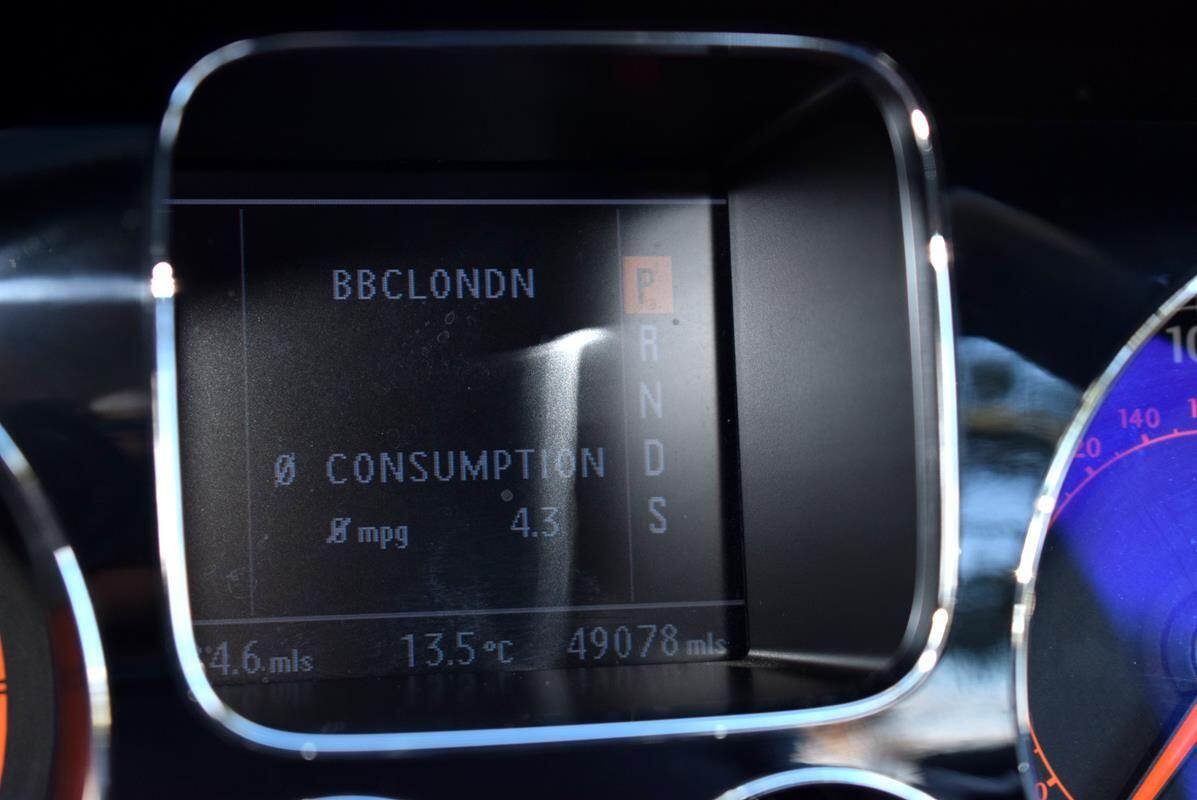 BBCLONDN
P
R
N
D
S
Ø CONSUMPTION
Ø mpg 4.3
4.6 mls 13.5°C 49078 mls
140